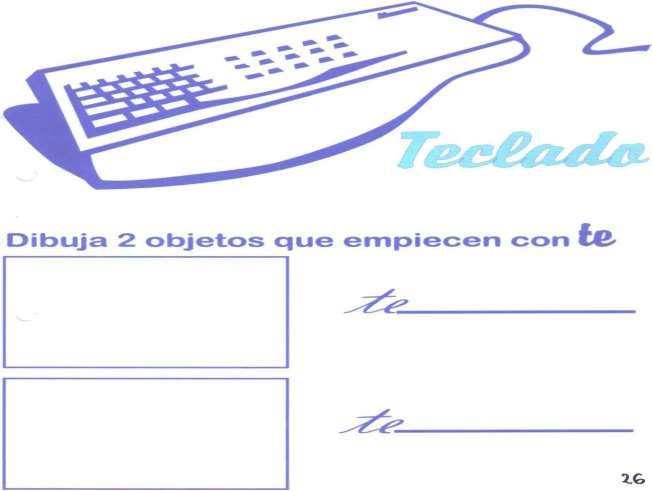 Teclado
Dibuja 2 objetos que empiecen con te
te
te
26